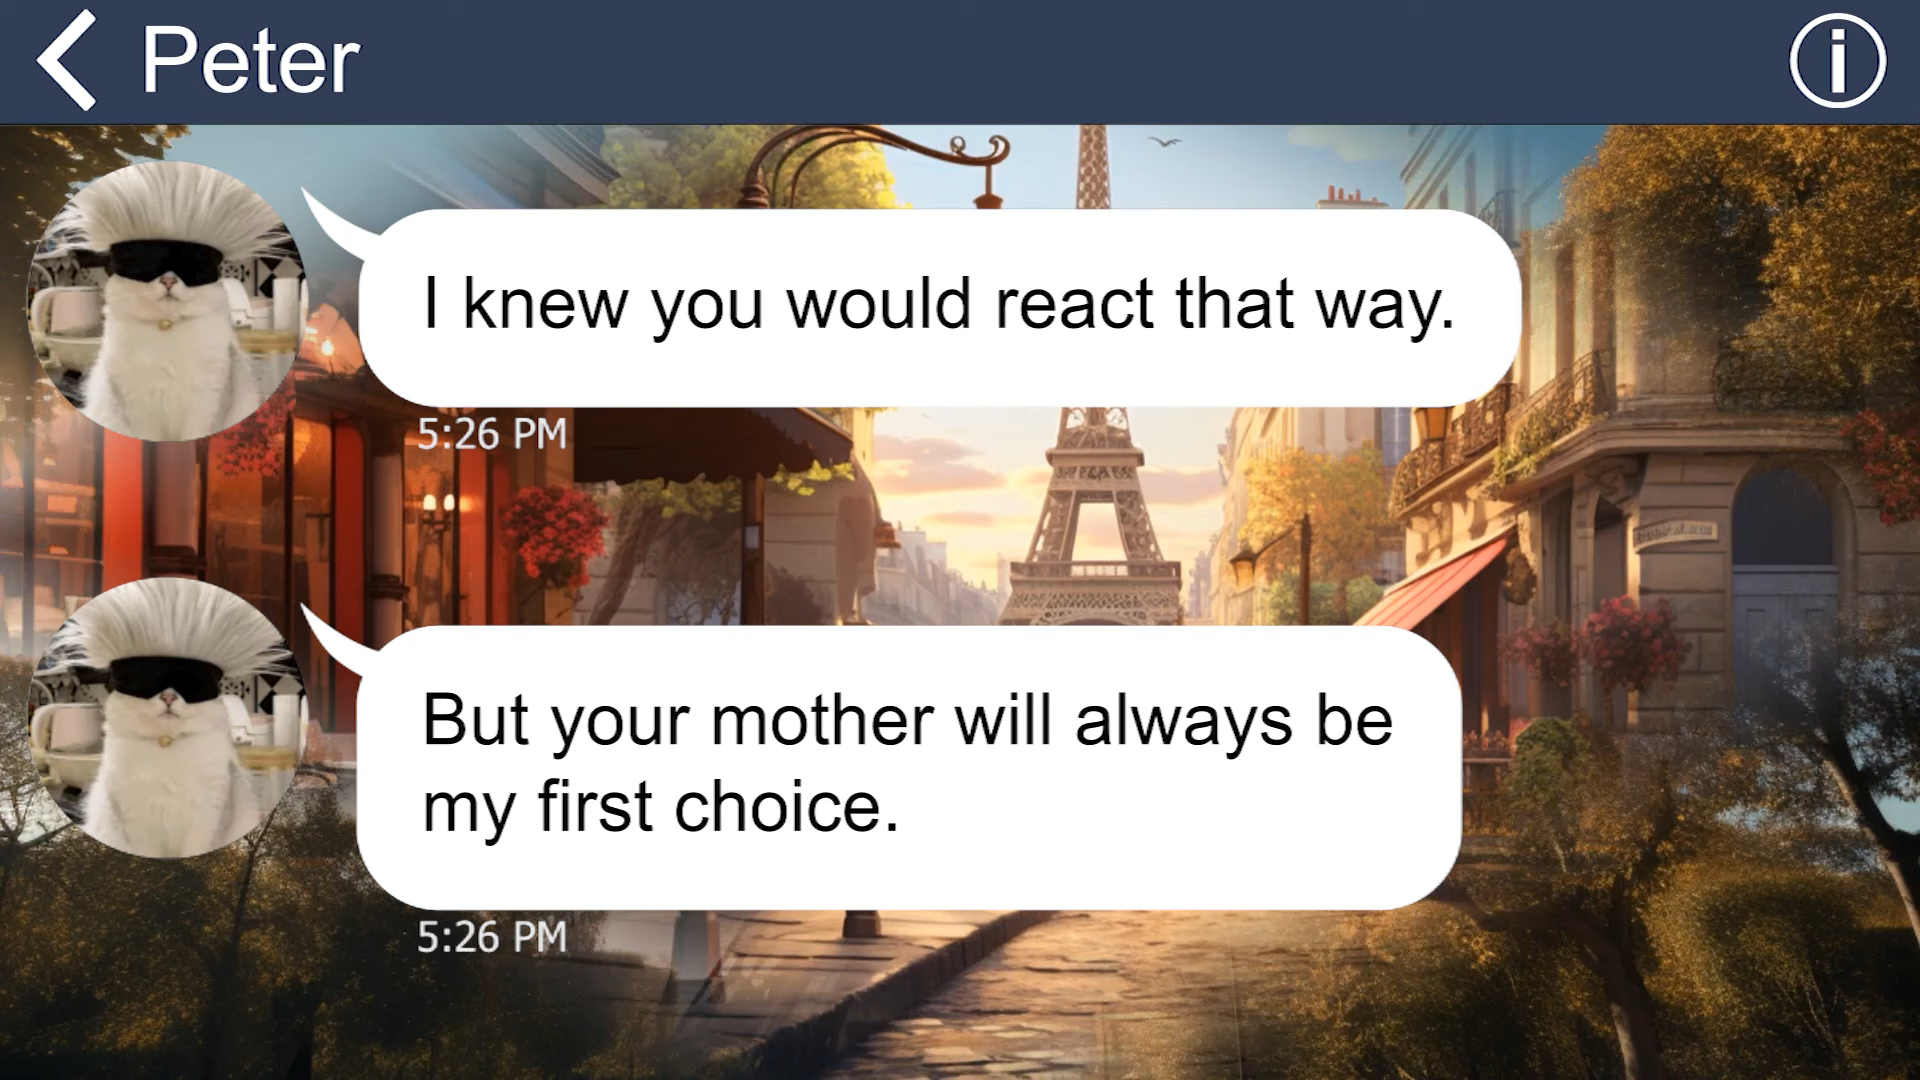 Peter
I knew you would react that way.
5:26 PM
But your mother will always be
my first choice.
5:26 PM